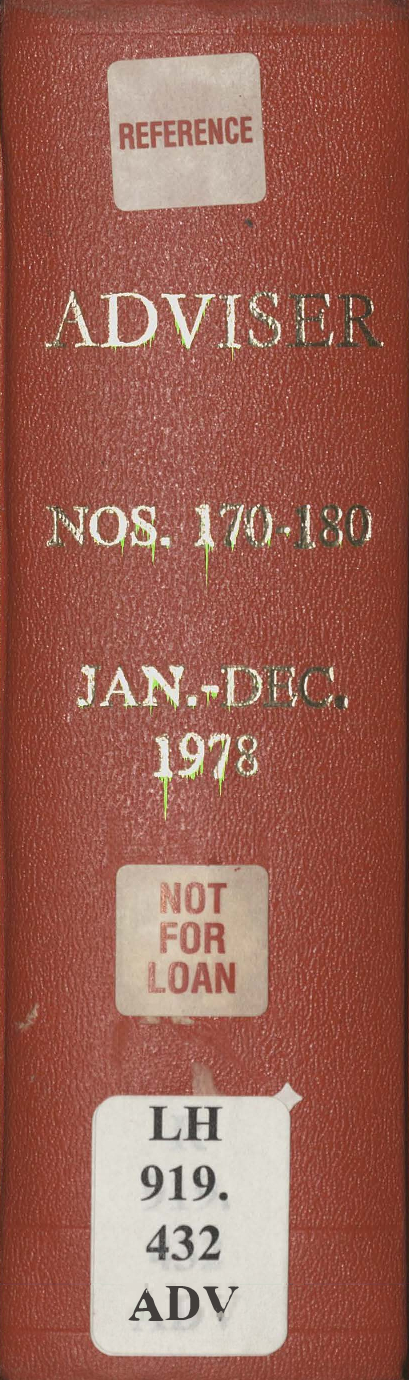 REFERENCE
ADVISER
NOS. 170-180
JAN.-DEC.
1978
NOT
FOR
LOAN
LH
919.
432
ADV